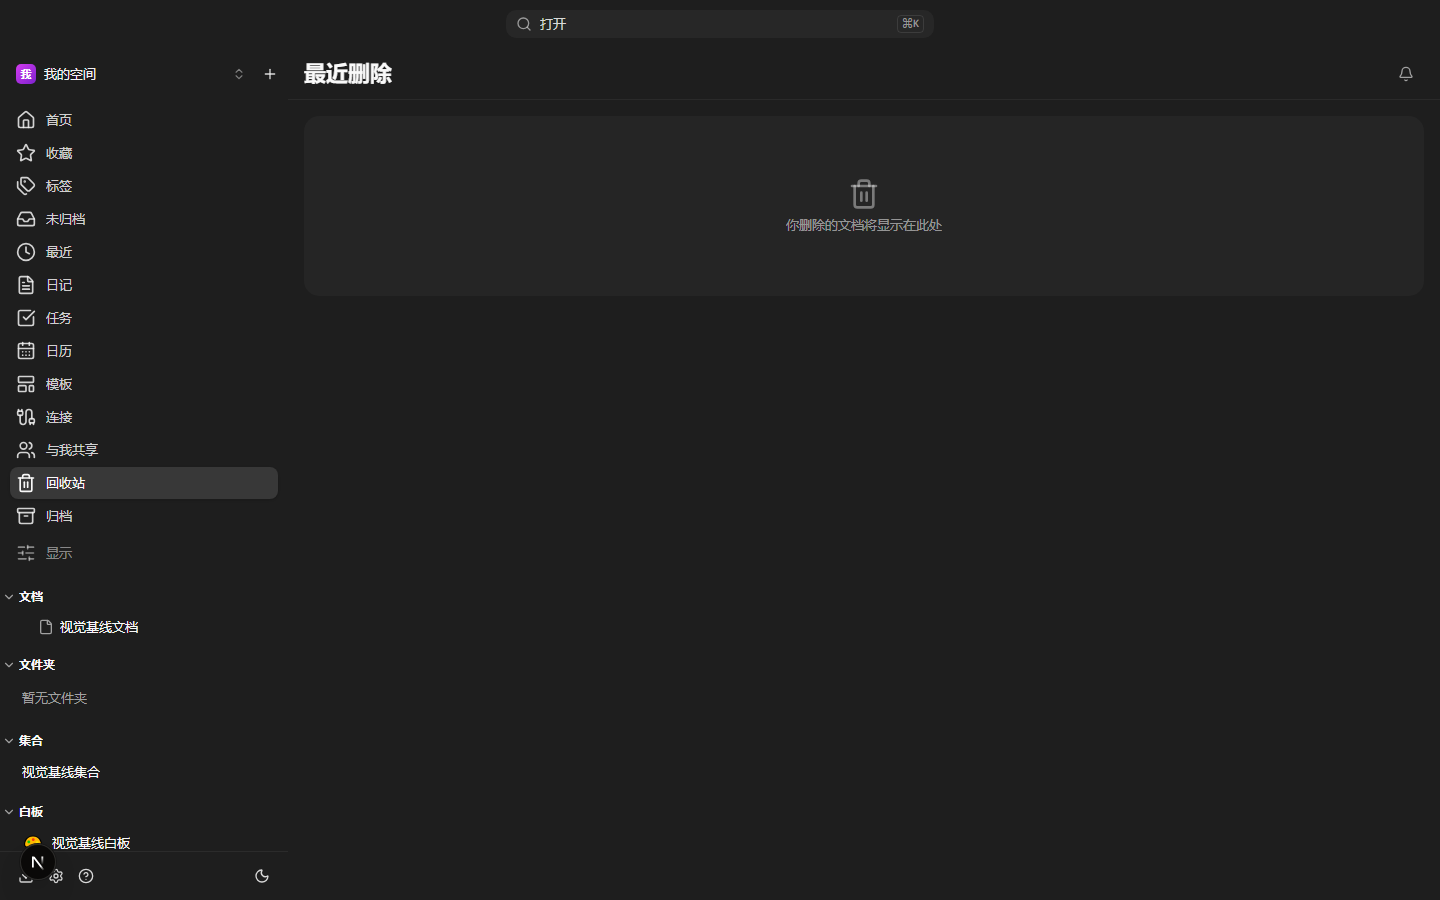 打开
⌘K
我 我的空间
最近删除
首页
收藏
标签
未归档
最近
日记
任务
日历
模板
连接
与我共享
回收站
归档
显示
你删除的文档将显示在此处
文档
视觉基线文档
文件夹
暂无文件夹
集合
视觉基线集合
白板
视觉基线白板
N